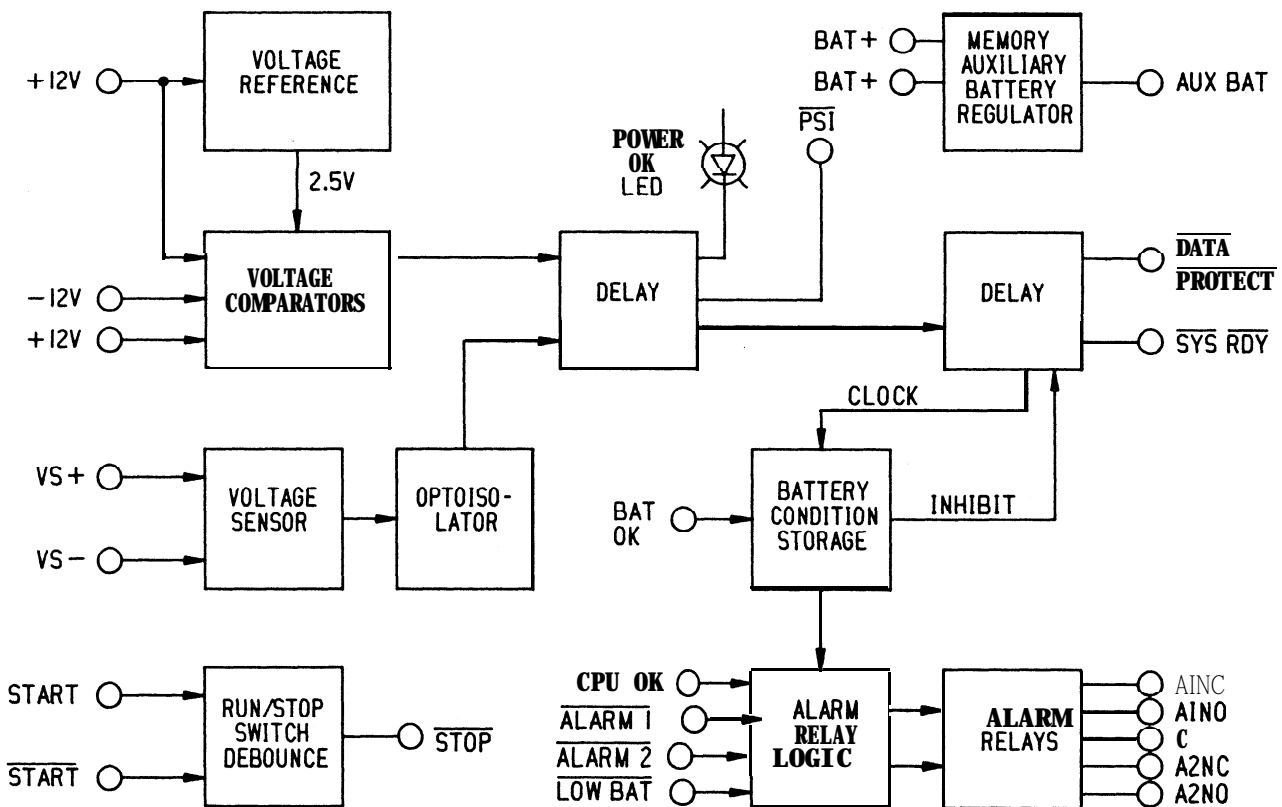 +12V
VOLTAGE
REFERENCE
2.5V
VOLTAGE
COMPARATORS
-12V
+12V
POWER
OK
LED
PSI
BAT+
BAT+
MEMORY
AUXILIARY
BATTERY
REGULATOR
AUX BAT
DELAY
DELAY
DATA
PROTECT
SYS RDY
CLOCK
INHIBIT
VS+
VS-
VOLTAGE
SENSOR
OPTOISO-
LATOR
BAT
OK
BATTERY
CONDITION
STORAGE
START
START
RUN/STOP
SWITCH
DEBOUNCE
STOP
CPU OK
ALARM 1
ALARM 2
LOW BAT
ALARM
RELAY
LOGIC
ALARM
RELAYS
AINC
AINO
C
A2NC
A2NO